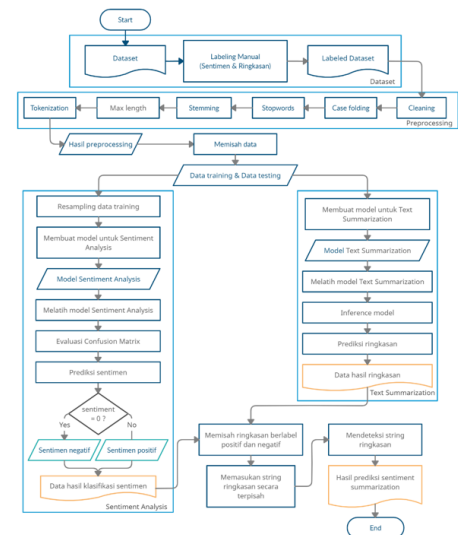 Start
Dataset
Labeling Manual
(Sentimen & Ringkasan)
Labeled Dataset
Dataset
Tokenization
Max length
Stemming
Stopwords
Case folding
Cleaning
Preprocessing
Hasil preprocessing
Memisah data
Data training & Data testing
Resampling data training
Membuat model untuk Sentiment
Analysis
Model Sentiment Analysis
Melatih model Sentiment Analysis
Evaluasi Confusion Matrix
Prediksi sentimen
sentiment
= 0 ?
Yes
No
Sentimen negatif
Sentimen positif
Data hasil klasifikasi sentimen
Sentiment Analysis
Membuat model untuk Text
Summarization
Model Text Summarization
Melatih model Text Summarization
Inference model
Prediksi ringkasan
Data hasil ringkasan
Text Summarization
Memisah ringkasan berlabel
positif dan negatif
Memasukan string
ringkasan secara
terpisah
Mendeteksi string
ringkasan
Hasil prediksi sentiment
summarization
End